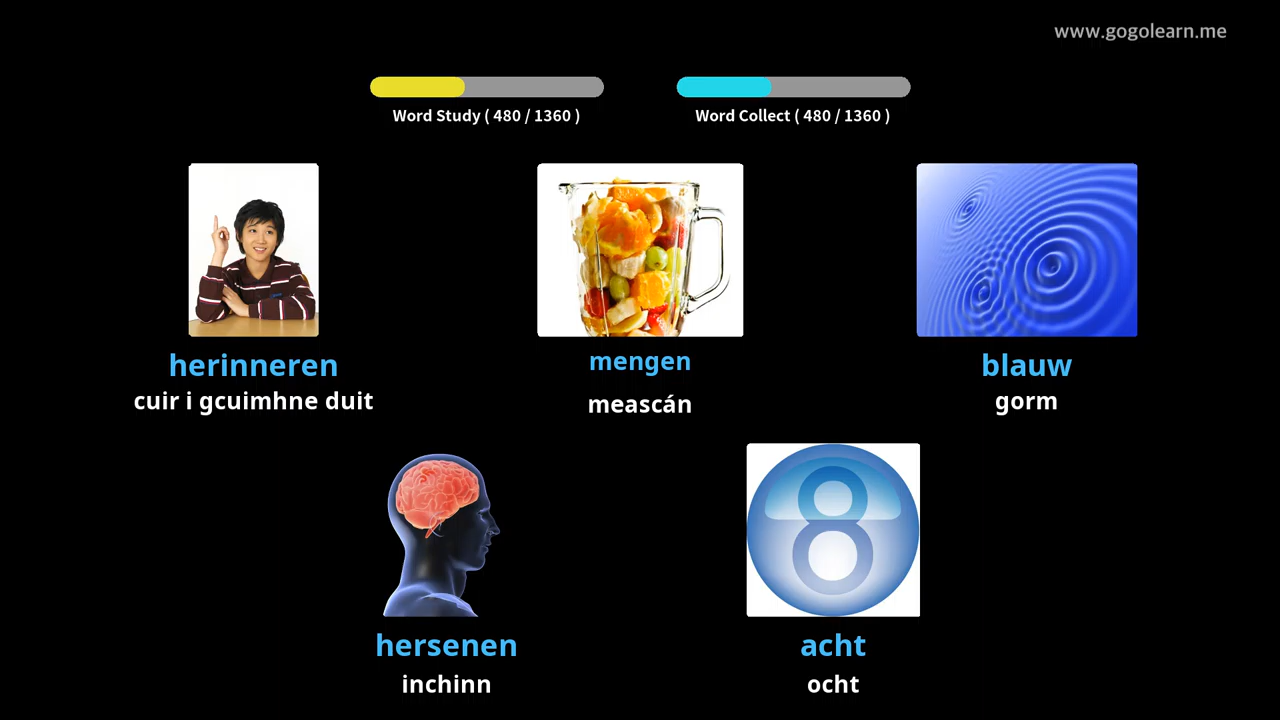 www.gogolearn.me
Word Study ( 480 / 1360 )
Word Collect ( 480 / 1360 )
herinneren
cuir i gcuimhne duit
mengen
meascán
blauw
gorm
8
hersenen
inchinn
acht
ocht